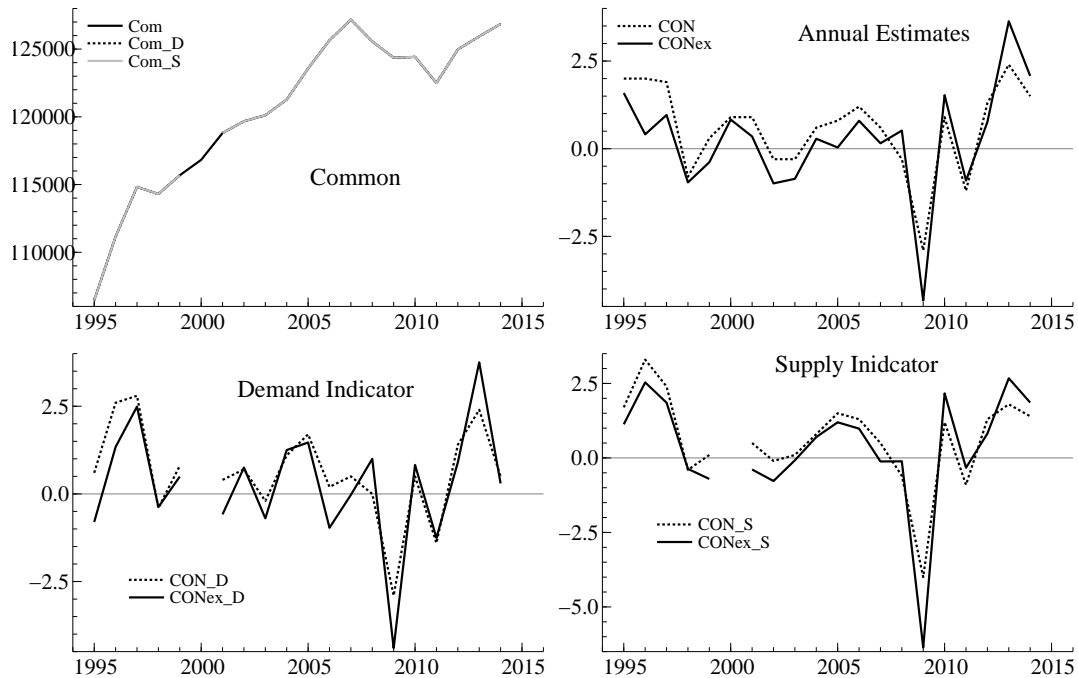 Com
Com_D
Com_S
125000
120000
115000
110000
Common
1995 2000 2005 2010 2015
CON
CONex
Annual Estimates
2.5
0.0
−2.5
1995 2000 2005 2010 2015
Demand Indicator
2.5
0.0
−2.5
CON_D
CONex_D
1995 2000 2005 2010 2015
Supply Inidcator
2.5
0.0
−2.5
−5.0
CON_S
CONex_S
1995 2000 2005 2010 2015